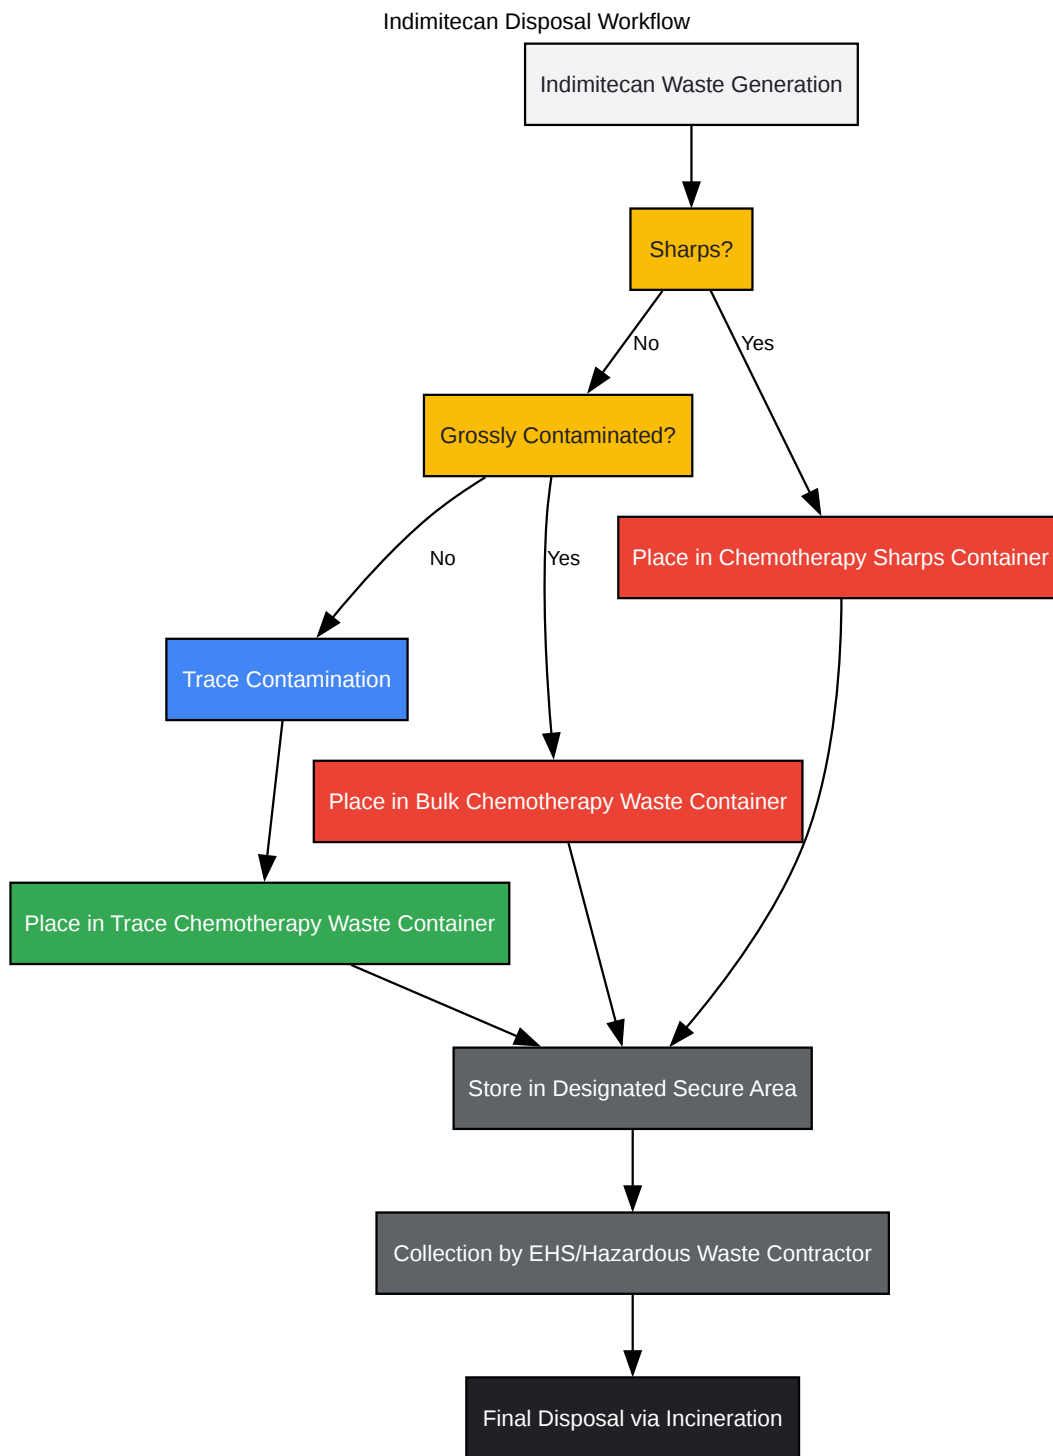 Indimitecan Disposal Workflow
Indimitecan Waste Generation
Sharps?
No
Yes
Grossly Contaminated?
No
Yes
Place in Chemotherapy Sharps Container
Trace Contamination
Place in Bulk Chemotherapy Waste Container
Place in Trace Chemotherapy Waste Container
Store in Designated Secure Area
Collection by EHS/Hazardous Waste Contractor
Final Disposal via Incineration